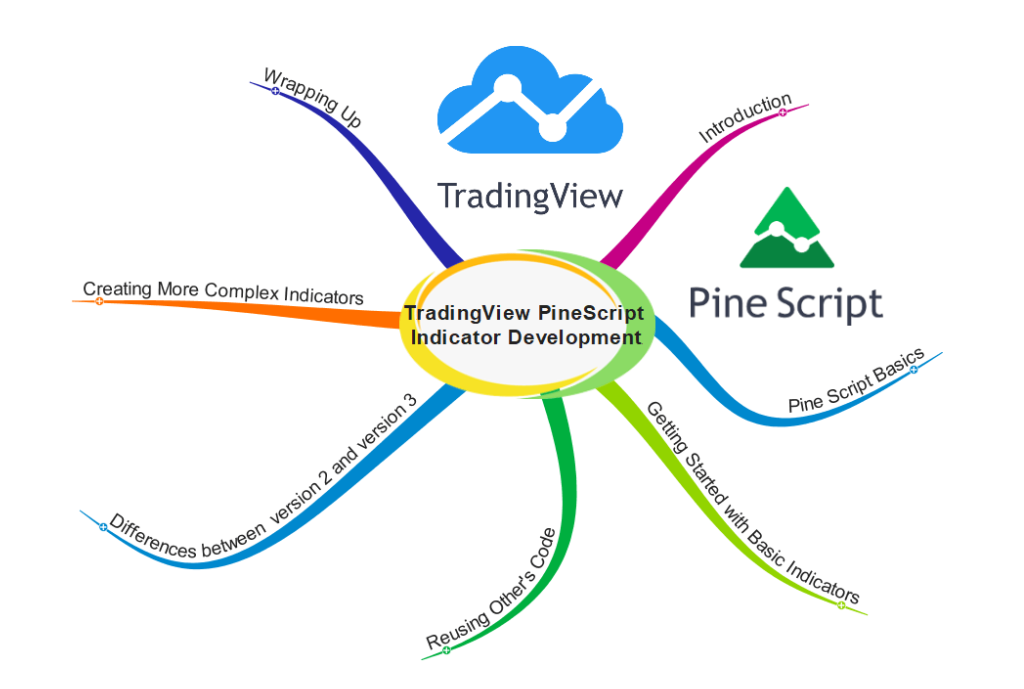 TradingView
Pine Script
TradingView PineScript
Indicator Development
Introduction
Pine Script Basics
Getting Started with Basic Indicators
Reusing Other's Code
Differences between version 2 and version 3
Creating More Complex Indicators
Wrapping Up